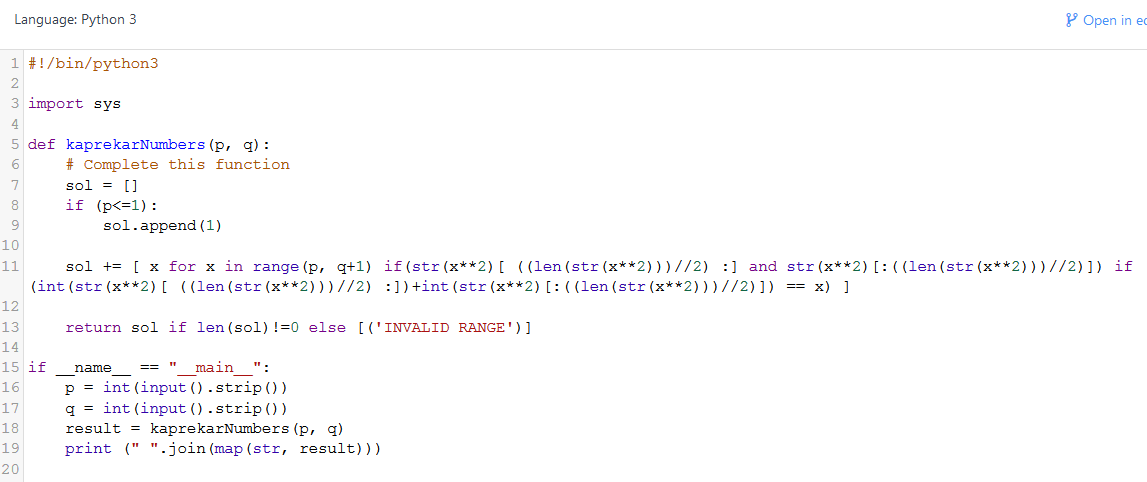 Language: Python 3
Open in
1 #!/bin/python3
2
3 import sys
4
5 def kaprekarNumbers(p, q):
6     # Complete this function
7     sol = []
8     if (p<=1):
9         sol.append(1)
10
11     sol += [ x for x in range(p, q+1) if(str(x**2)[ ((len(str(x**2)))//2) :] and str(x**2)[:((len(str(x**2)))//2)]) if
(int(str(x**2)[ ((len(str(x**2)))//2) :])+int(str(x**2)[:((len(str(x**2)))//2)]) == x) ]
12
13     return sol if len(sol)!=0 else [('INVALID RANGE')]
14
15 if __name__ == "__main__":
16     p = int(input().strip())
17     q = int(input().strip())
18     result = kaprekarNumbers(p, q)
19     print (" ".join(map(str, result)))
20